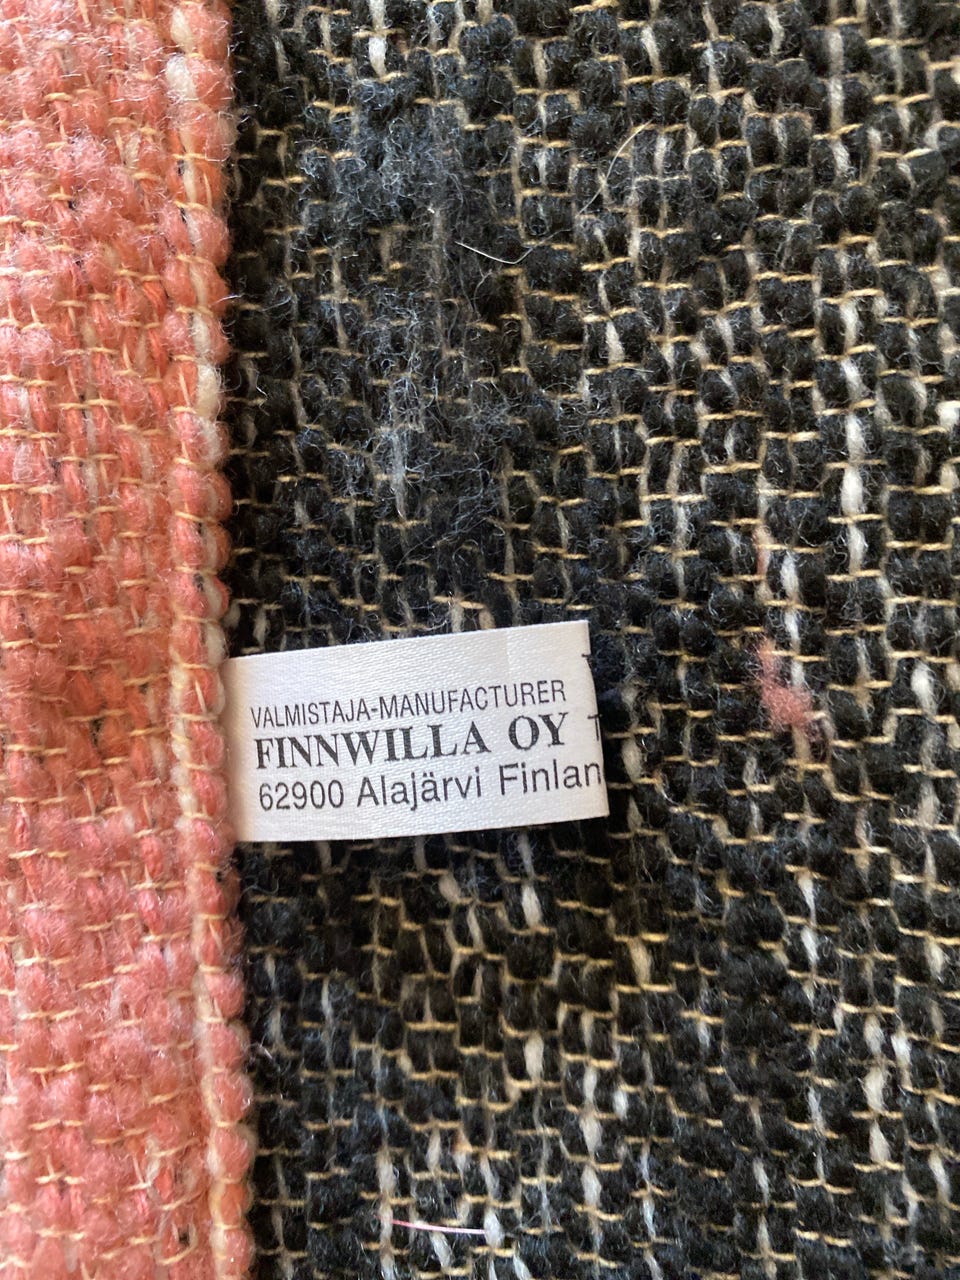 VALMISTAJA-MANUFACTURER
FINNWILLA OY
62900 Alajärvi Finlan